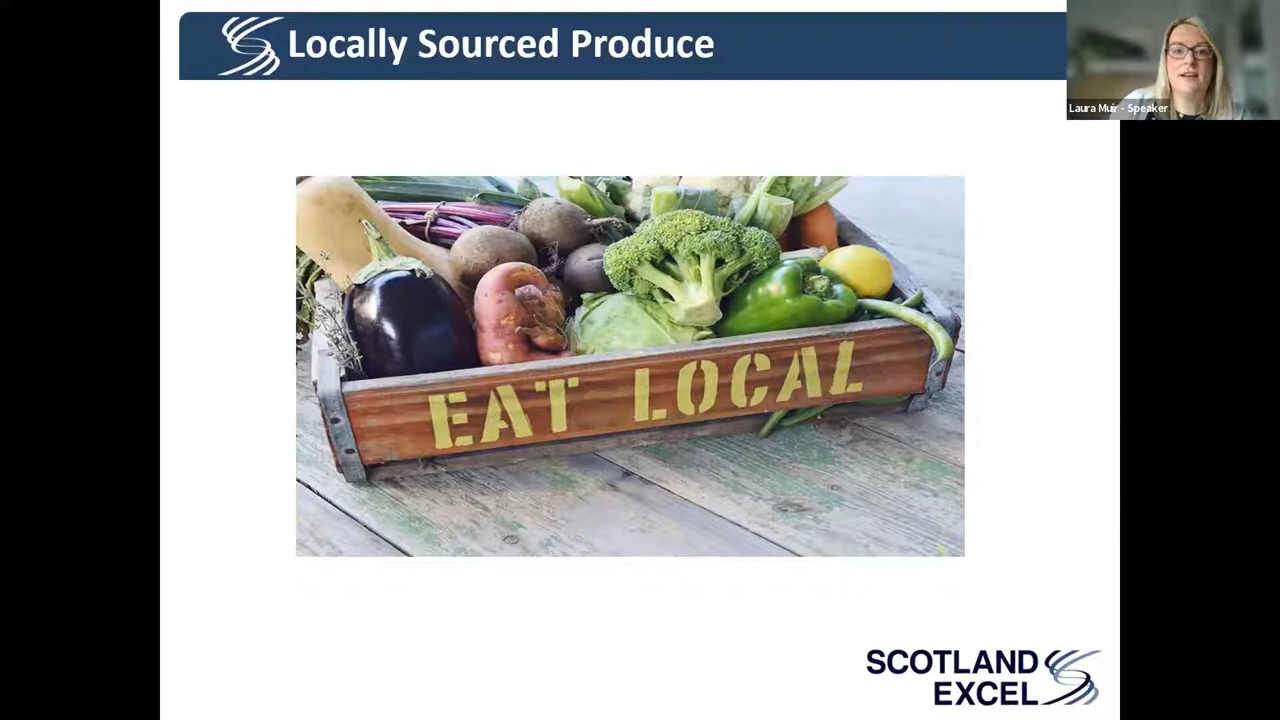 Locally Sourced Produce
Laura Muir - Speaker
EAT LOCAL
SCOTLAND
EXCEL